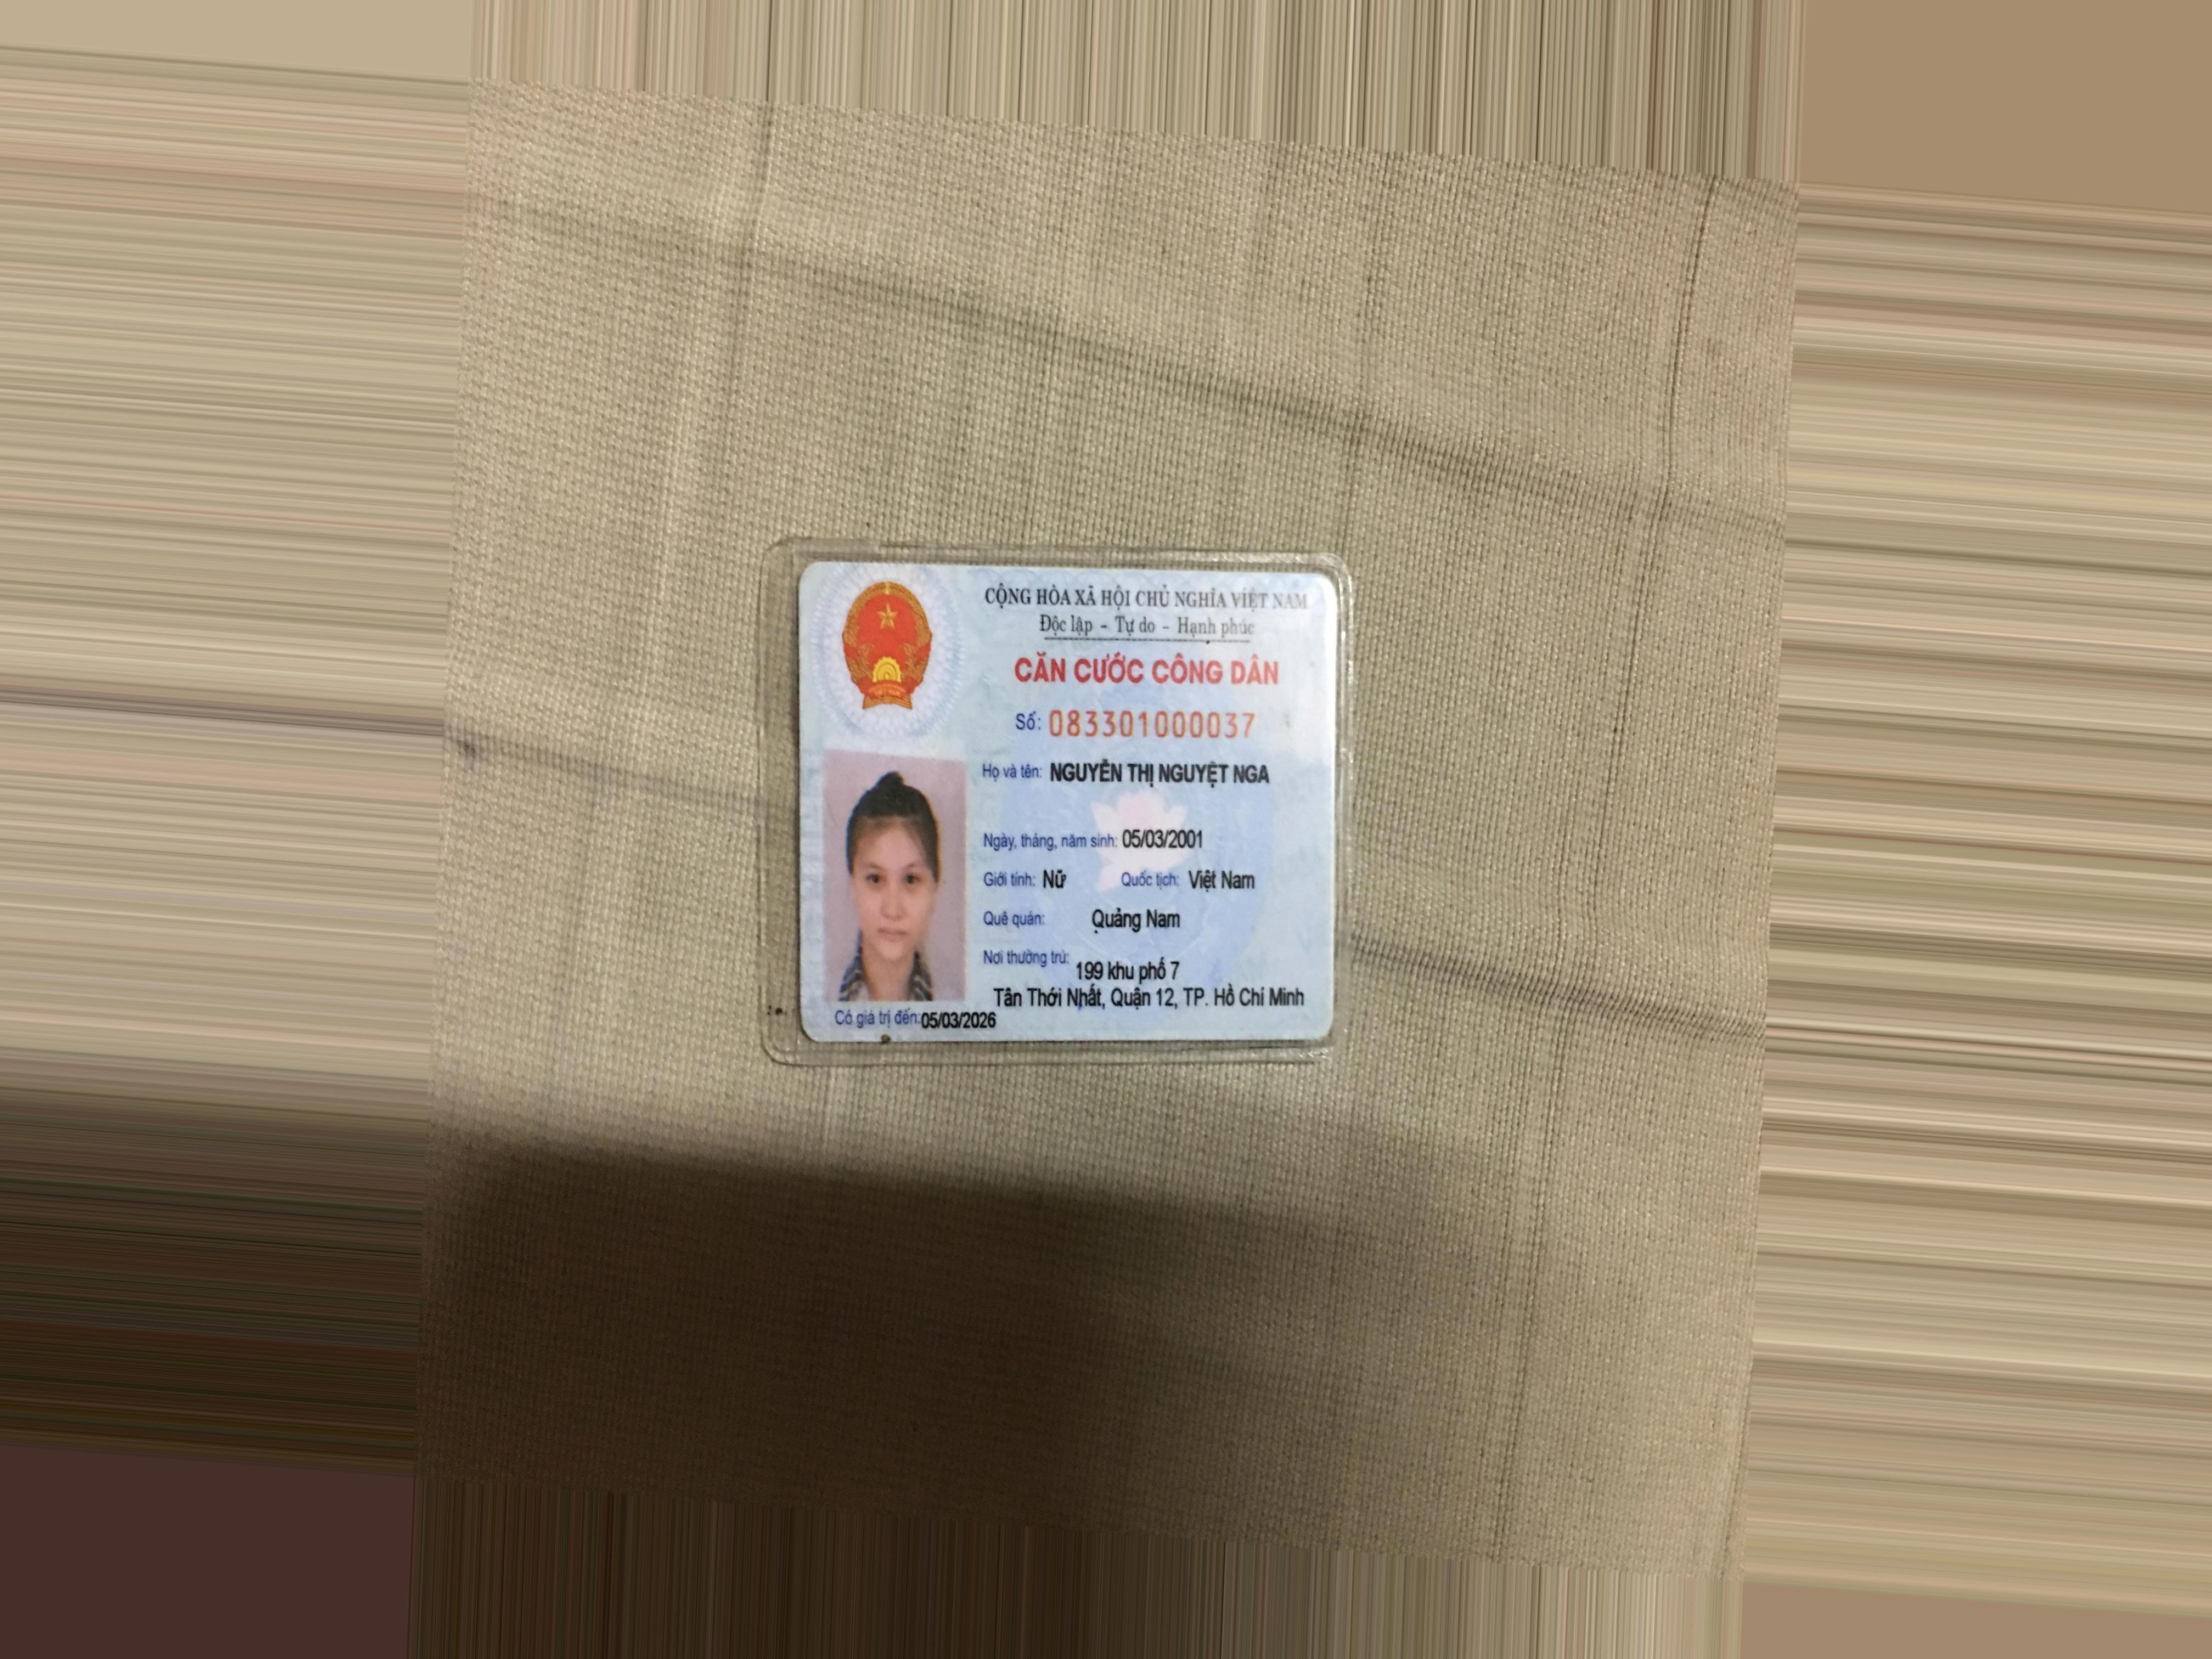 CỘNG HÒA XÃ HỘI CHỦ NGHĨA VIỆT NAM
Độc lập - Tự do - Hạnh phúc
CĂN CƯỚC CÔNG DÂN
Số: 083301000037
Họ và tên: NGUYỄN THỊ NGUYỆT NGA
Ngày, tháng, năm sinh: 05/03/2001
Giới tính: Nữ Quốc tịch: Việt Nam
Quê quán: Quảng Nam
Nơi thường trú: 199 khu phố 7
Tân Thới Nhất, Quận 12, TP. Hồ Chí Minh
Có giá trị đến: 05/03/2026